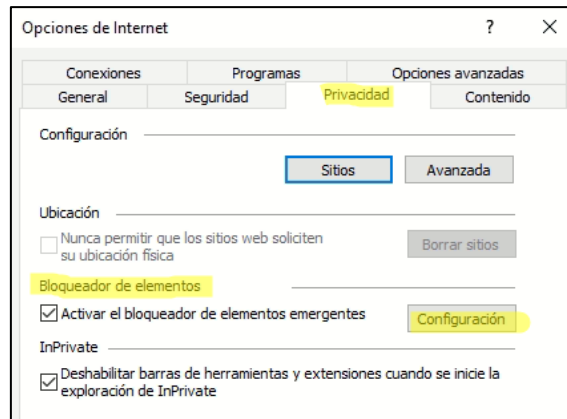 Opciones de Internet ? ×
Conexiones Programas Opciones avanzadas
General Seguridad Privacidad Contenido
Configuración
Sitios Avanzada
Ubicación
Nunca permitir que los sitios web soliciten
su ubicación física
Borrar sitios
Bloqueador de elementos
Activar el bloqueador de elementos emergentes
Configuración
InPrivate
Deshabilitar barras de herramientas y extensiones cuando se inicie la
exploración de InPrivate